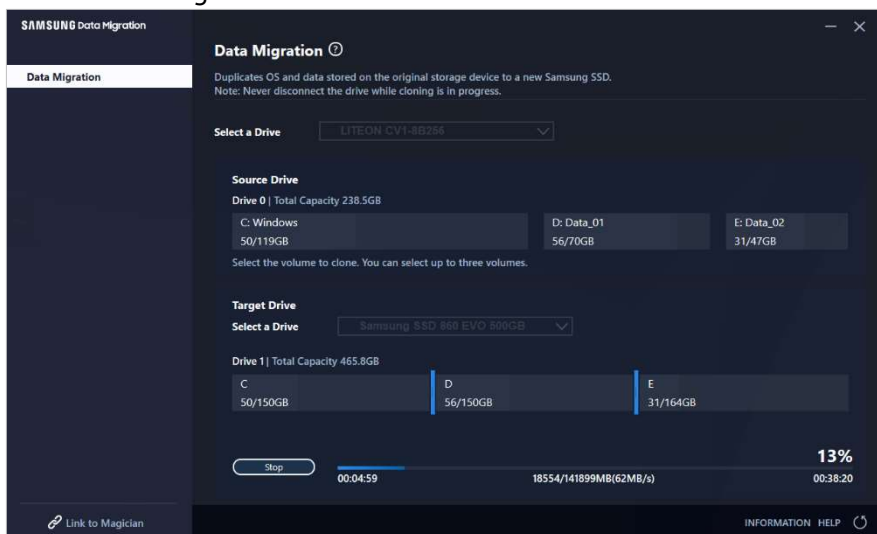 SAMSUNG Data Migration
Data Migration
Data Migration ?
Duplicates OS and data stored on the original storage device to a new Samsung SSD.
Note: Never disconnect the drive while cloning is in progress.
Select a Drive
LITEON CV1-8B256
Source Drive
Drive 0 | Total Capacity 238.5GB
C: Windows D: Data_01 E: Data_02
50/119GB 56/70GB 31/47GB
Select the volume to clone. You can select up to three volumes.
Target Drive
Select a Drive Samsung SSD 860 EVO 500GB
Drive 1 | Total Capacity 465.8GB
C D E
50/150GB 56/150GB 31/164GB
13%
Stop
00:04:59 18554/141899MB(62MB/s) 00:38:20
Link to Magician
INFORMATION HELP